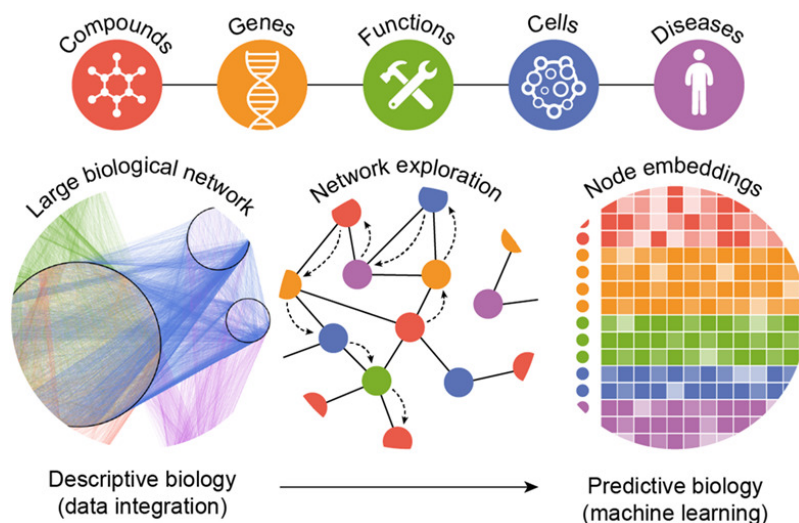 Compounds
Genes
Functions
Cells
Diseases
Large biological network
Network exploration
Node embeddings
Descriptive biology
(data integration)
Predictive biology
(machine learning)